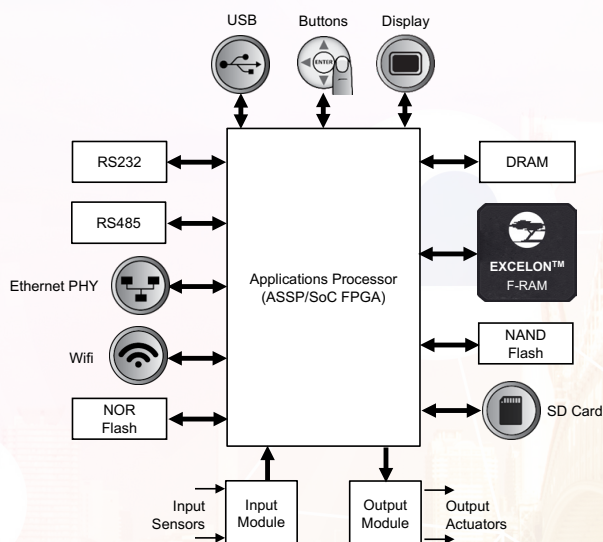 USB
Buttons
Display
ENTER
RS232
DRAM
RS485
EXCELON™
F-RAM
Ethernet PHY
Applications Processor
(ASSP/SoC FPGA)
Wifi
NAND
Flash
NOR
Flash
SD Card
Input
Sensors
Input
Module
Output
Module
Output
Actuators